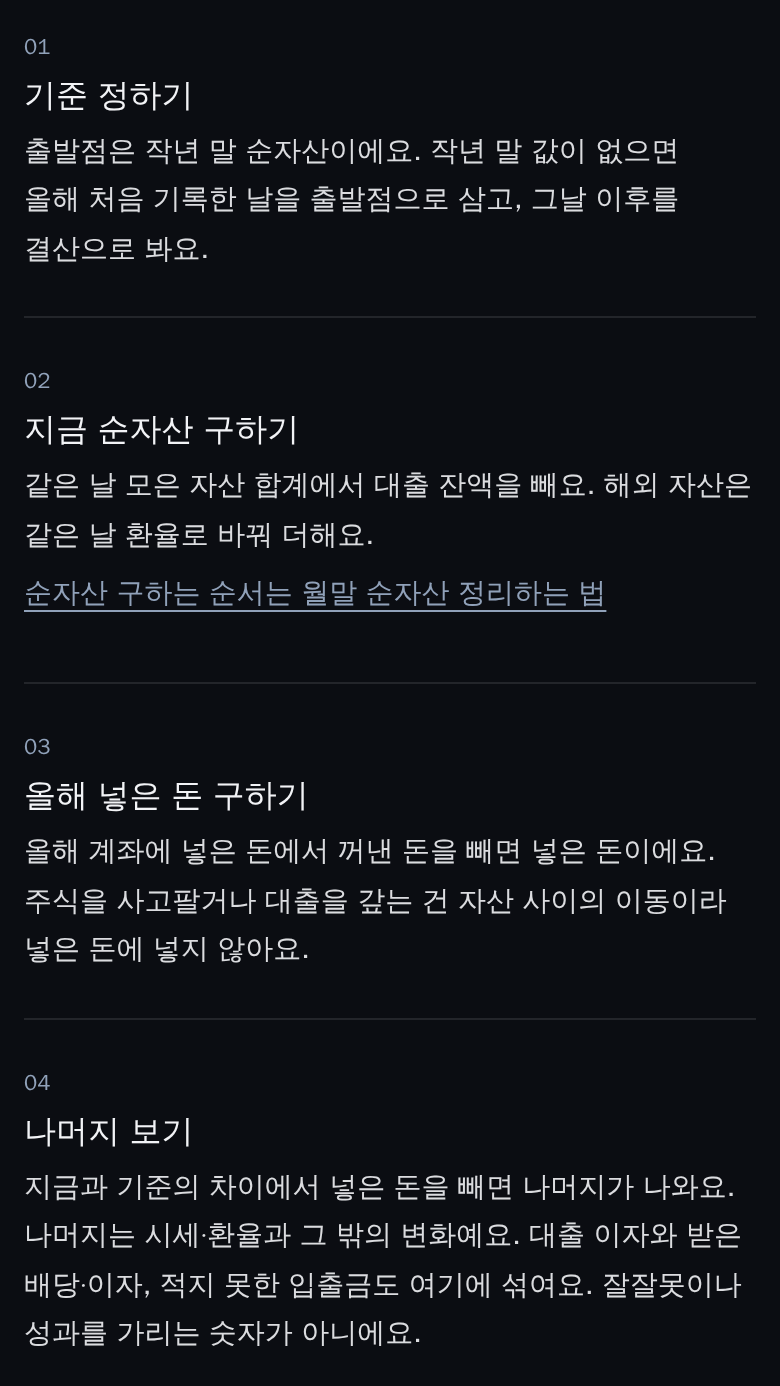 01
기준 정하기
출발점은 작년 말 순자산이에요. 작년 말 값이 없으면
올해 처음 기록한 날을 출발점으로 삼고, 그날 이후를
결산으로 봐요.
02
지금 순자산 구하기
같은 날 모은 자산 합계에서 대출 잔액을 빼요. 해외 자산은
같은 날 환율로 바꿔 더해요.
순자산 구하는 순서는 월말 순자산 정리하는 법
03
올해 넣은 돈 구하기
올해 계좌에 넣은 돈에서 꺼낸 돈을 빼면 넣은 돈이에요.
주식을 사고팔거나 대출을 갚는 건 자산 사이의 이동이라
넣은 돈에 넣지 않아요.
04
나머지 보기
지금과 기준의 차이에서 넣은 돈을 빼면 나머지가 나와요.
나머지는 시세·환율과 그 밖의 변화예요. 대출 이자와 받은
배당·이자, 적지 못한 입출금도 여기에 섞여요. 잘잘못이나
성과를 가리는 숫자가 아니에요.